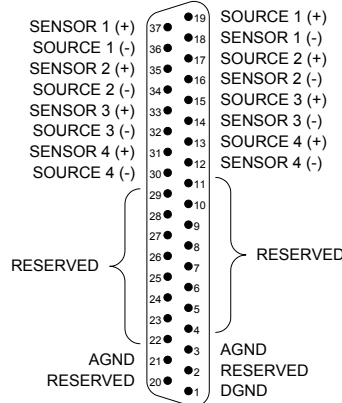 SENSOR 1 (+) 37
SOURCE 1 (-) 36
SENSOR 2 (+) 35
SOURCE 2 (-) 34
SENSOR 3 (+) 33
SOURCE 3 (-) 32
SENSOR 4 (+) 31
SOURCE 4 (-) 30
29
28
27
26
25
24
23
22
RESERVED
AGND 21
RESERVED 20
19 SOURCE 1 (+)
18 SENSOR 1 (-)
17 SOURCE 2 (+)
16 SENSOR 2 (-)
15 SOURCE 3 (+)
14 SENSOR 3 (-)
13 SOURCE 4 (+)
12 SENSOR 4 (-)
11
10
9
8
7
6
5
4
RESERVED
3 AGND
2 RESERVED
1 DGND